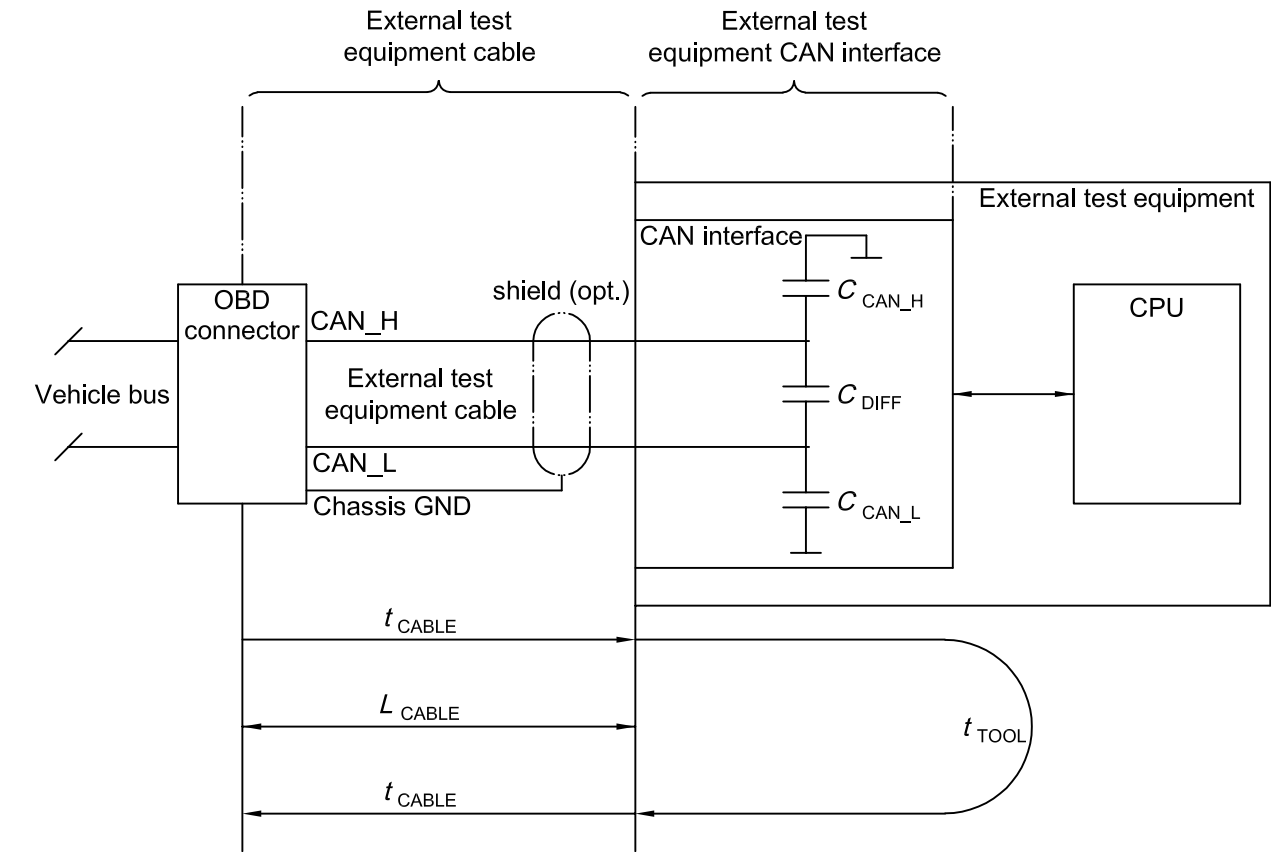 External test
equipment cable
External test
equipment CAN interface
External test equipment
CAN interface
OBD
connector
CAN_H
shield (opt.)
C CAN_H
CPU
Vehicle bus
External test
equipment cable
C DIFF
CAN_L
Chassis GND
C CAN_L
t CABLE
L CABLE
t TOOL
t CABLE